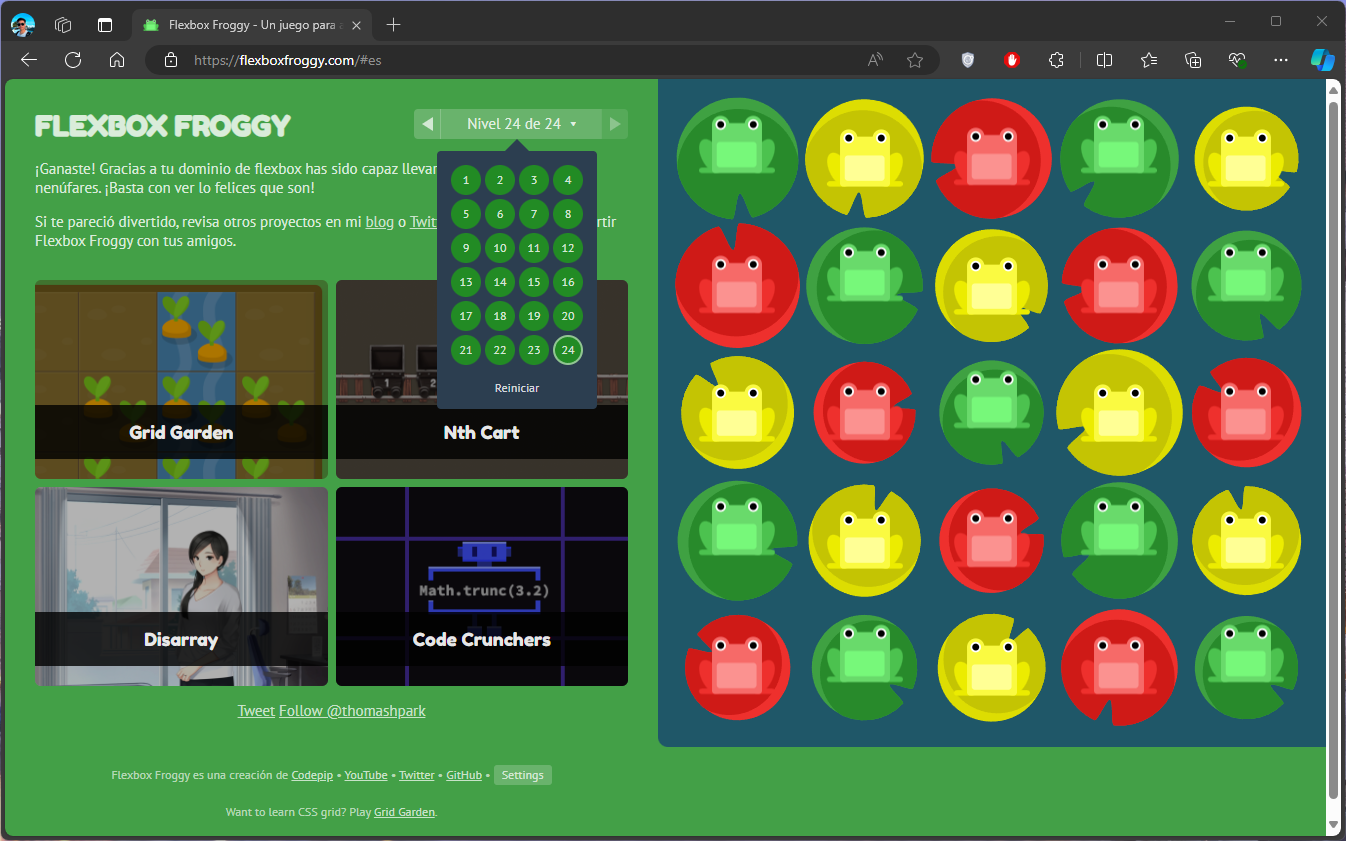 Flexbox Froggy - Un juego para a
https://flexboxfroggy.com/#es
FLEXBOX FROGGY
Nivel 24 de 24
¡Ganaste! Gracias a tu dominio de flexbox has sido capaz llevar
nenúfares. ¡Basta con ver lo felices que son!
Si te pareció divertido, revisa otros proyectos en mi blog o Twit rtir
Flexbox Froggy con tus amigos.
1 2 3 4
5 6 7 8
9 10 11 12
13 14 15 16
17 18 19 20
21 22 23 24
Reiniciar
1 2
Grid Garden
Nth Cart
Math.trunc(3.2)
Disarray
Code Crunchers
Tweet Follow @thomashpark
Flexbox Froggy es una creación de Codepip • YouTube • Twitter • GitHub • Settings
Want to learn CSS grid? Play Grid Garden.